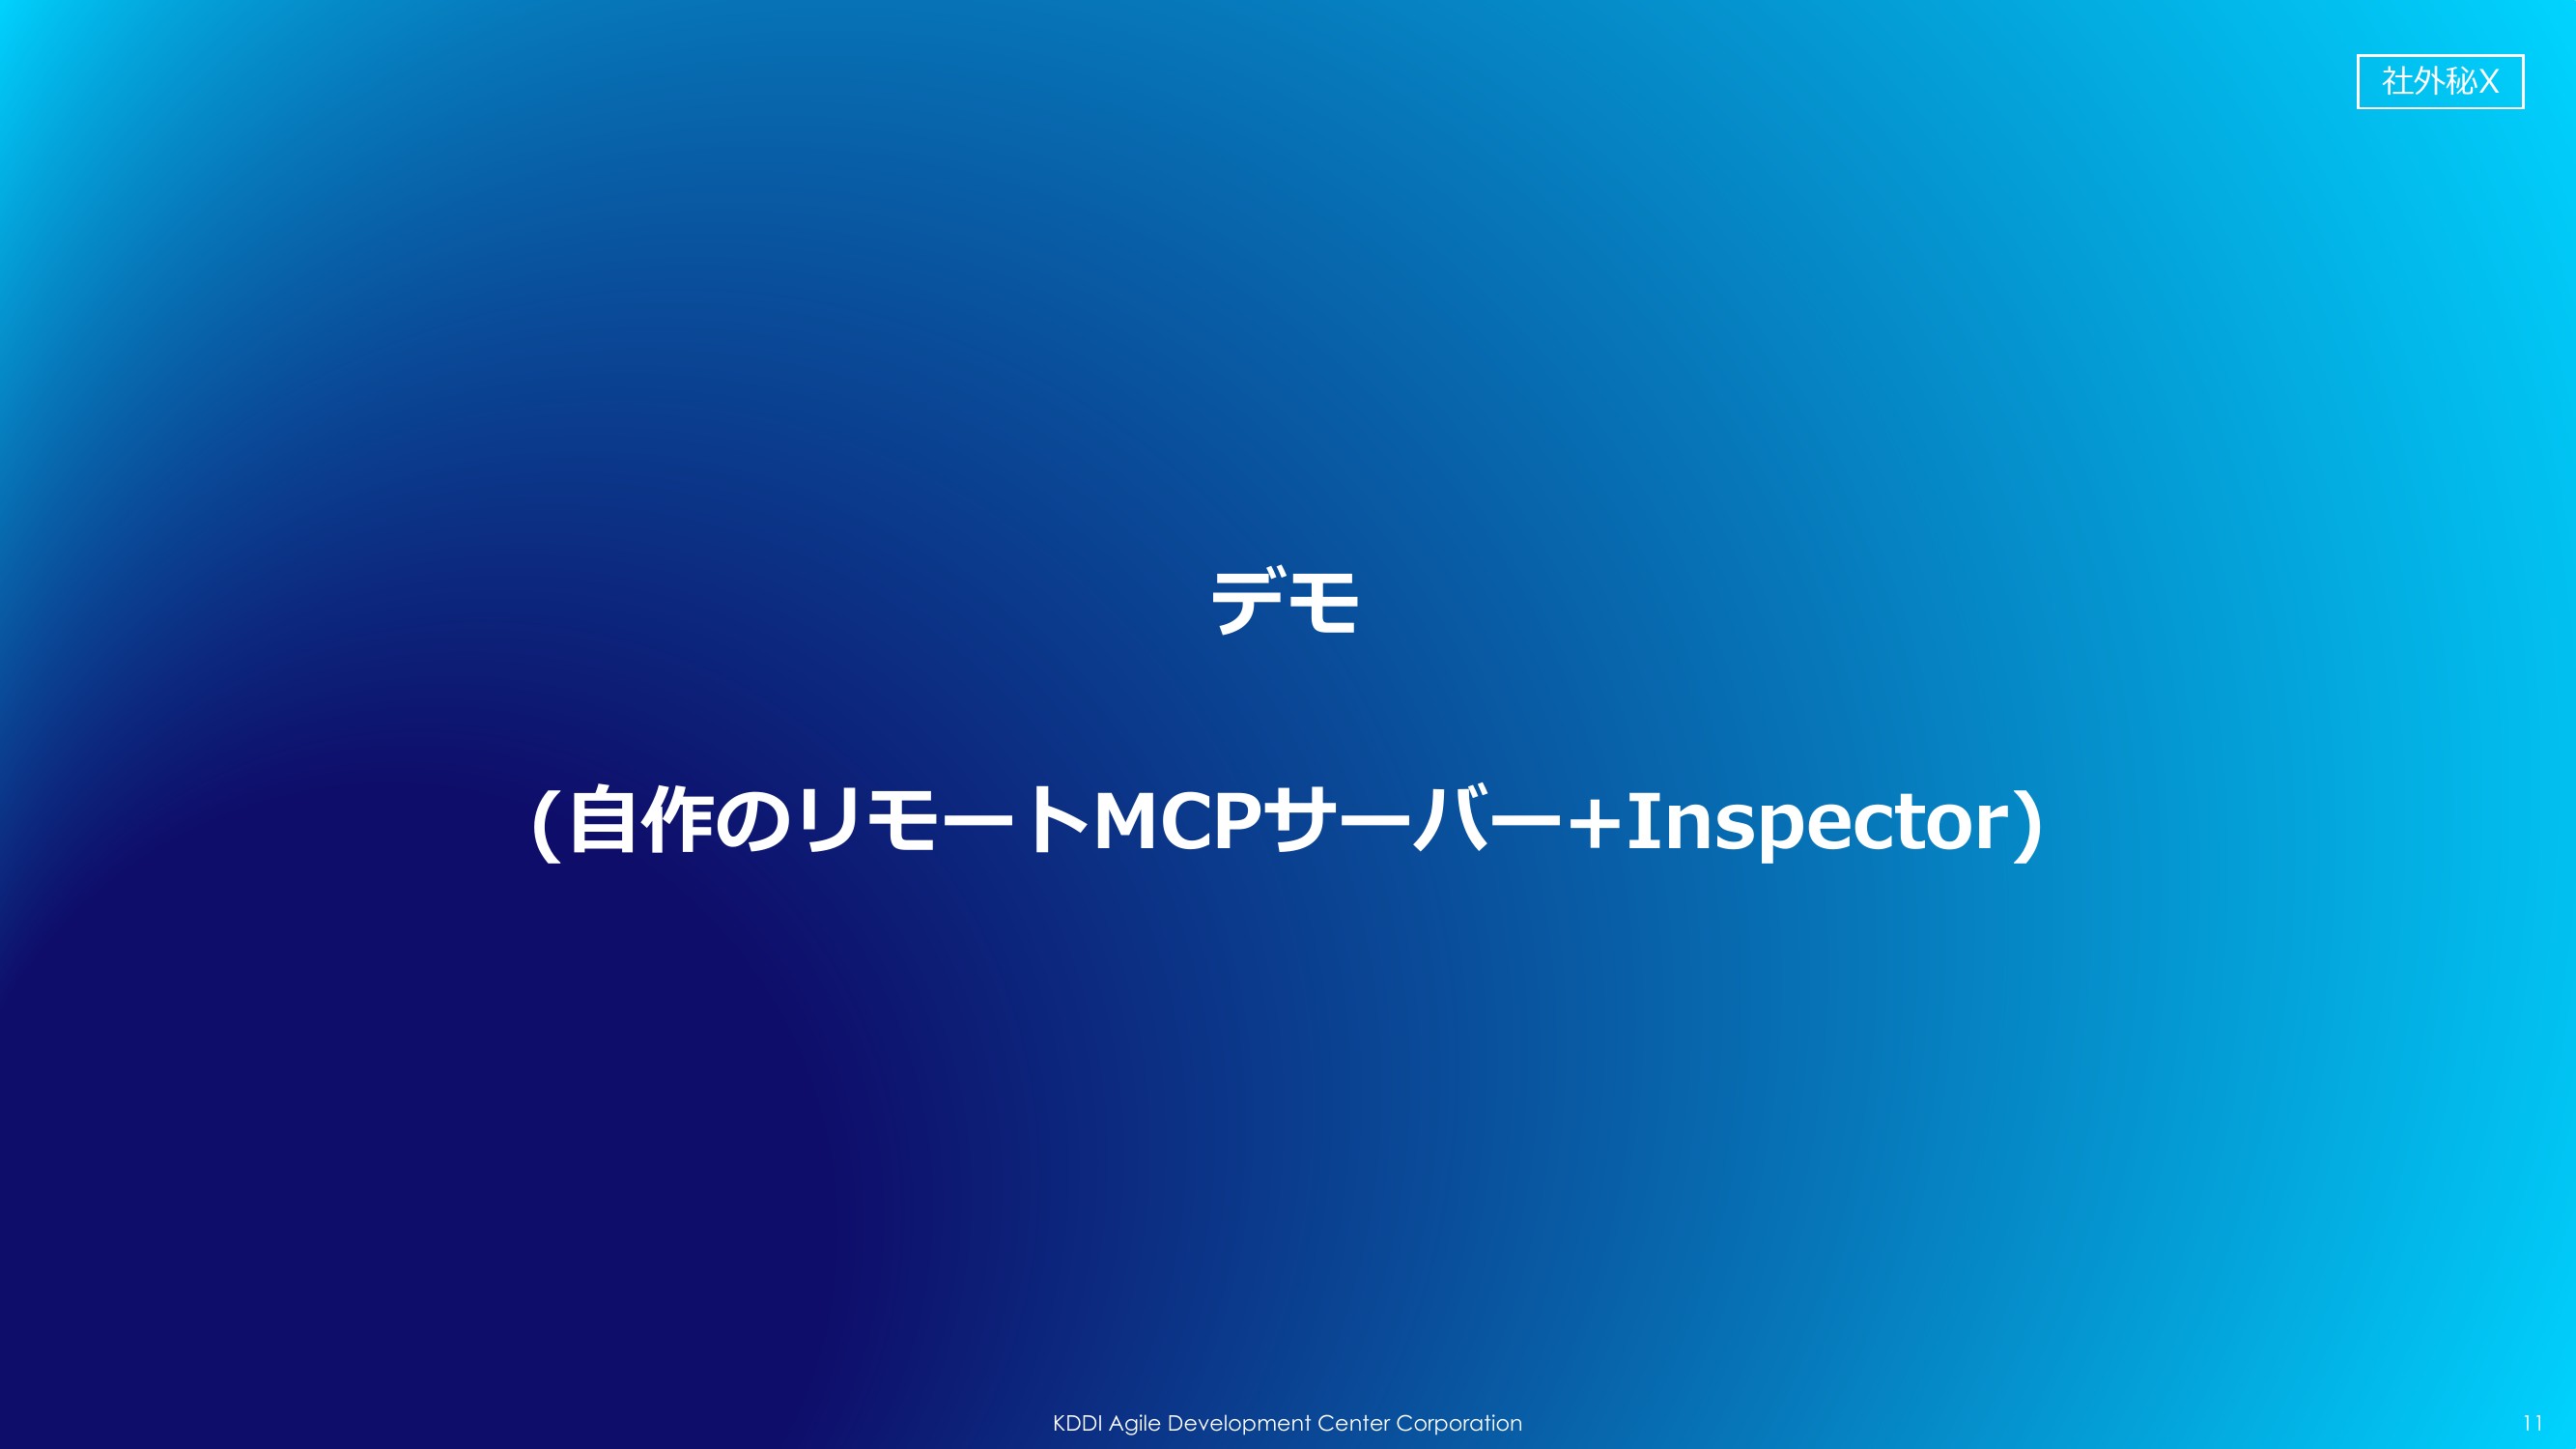 社外秘X
デモ
(自作のリモートMCPサーバー+Inspector)
KDDI Agile Development Center Corporation
11